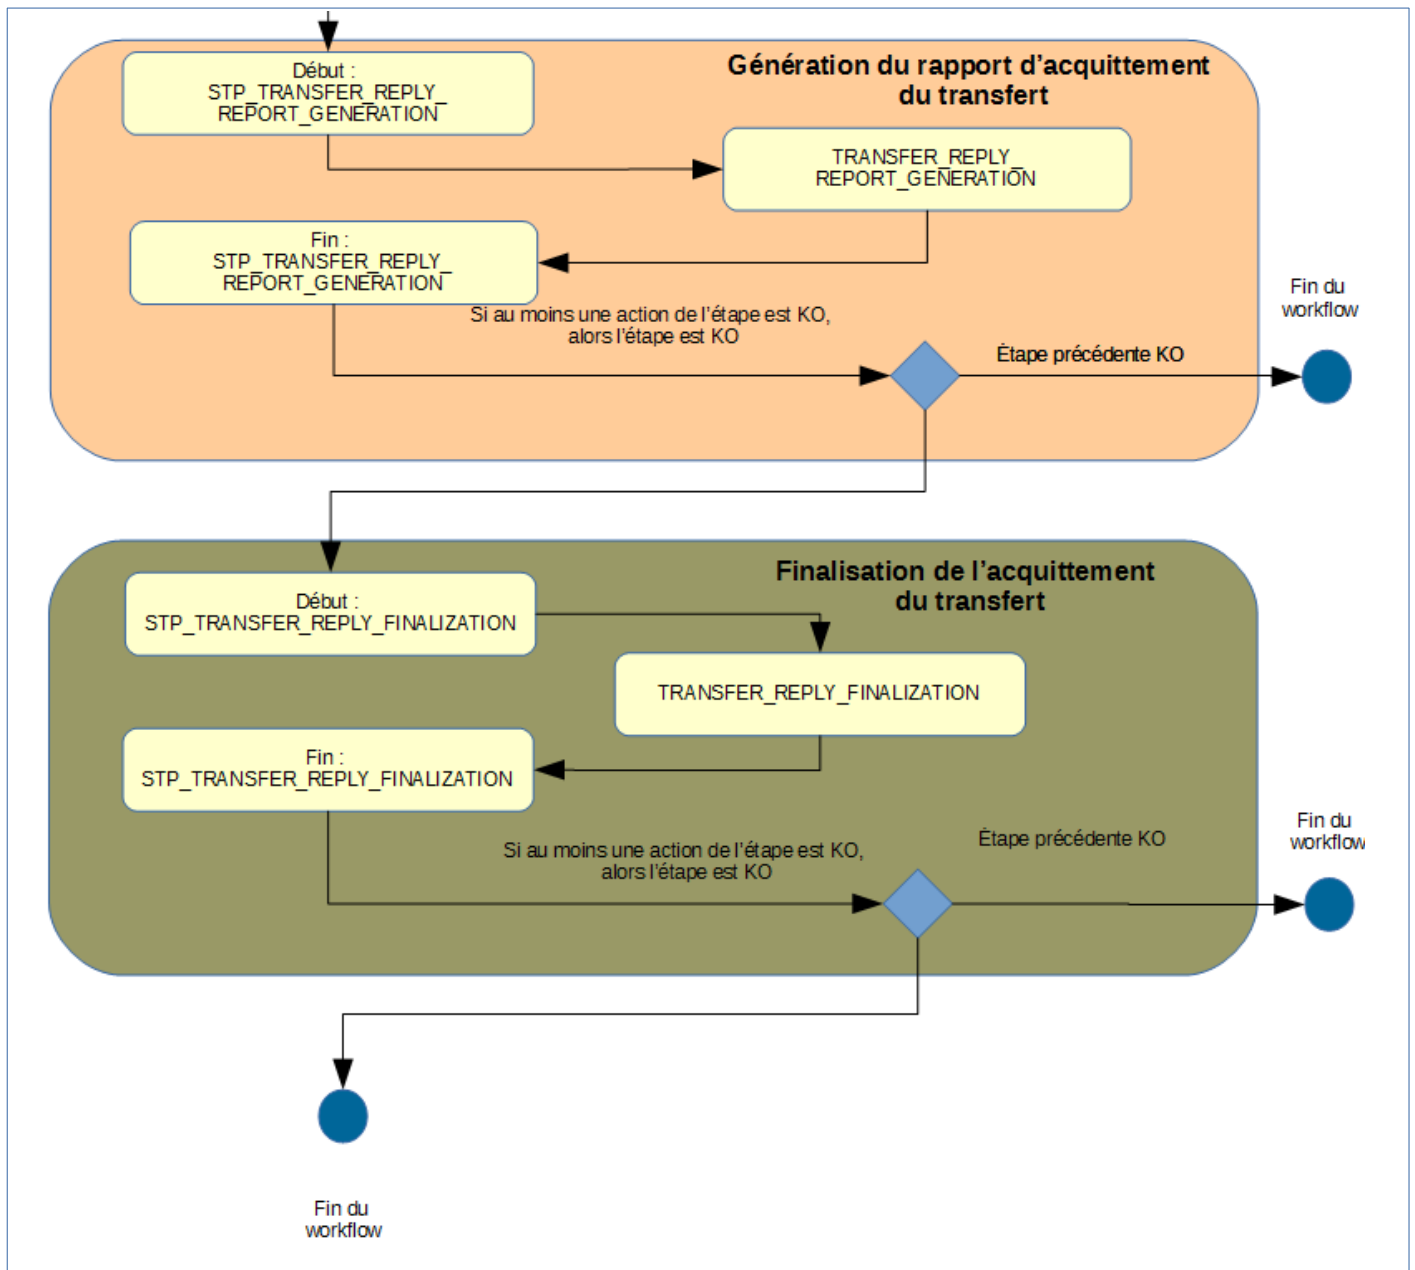 Génération du rapport d'acquittement
du transfert
Début :
STP_TRANSFER_REPLY_
REPORT_GENERATION
TRANSFER_REPLY_
REPORT_GENERATION
Fin :
STP_TRANSFER_REPLY_
REPORT_GENERATION
Si au moins une action de l'étape est KO,
alors l'étape est KO
Étape précédente KO
Fin du
workflow
Finalisation de l'acquittement
du transfert
Début :
STP_TRANSFER_REPLY_FINALIZATION
TRANSFER_REPLY_FINALIZATION
Fin :
STP_TRANSFER_REPLY_FINALIZATION
Si au moins une action de l'étape est KO,
alors l'étape est KO
Étape précédente KO
Fin du
workflow
Fin du
workflow